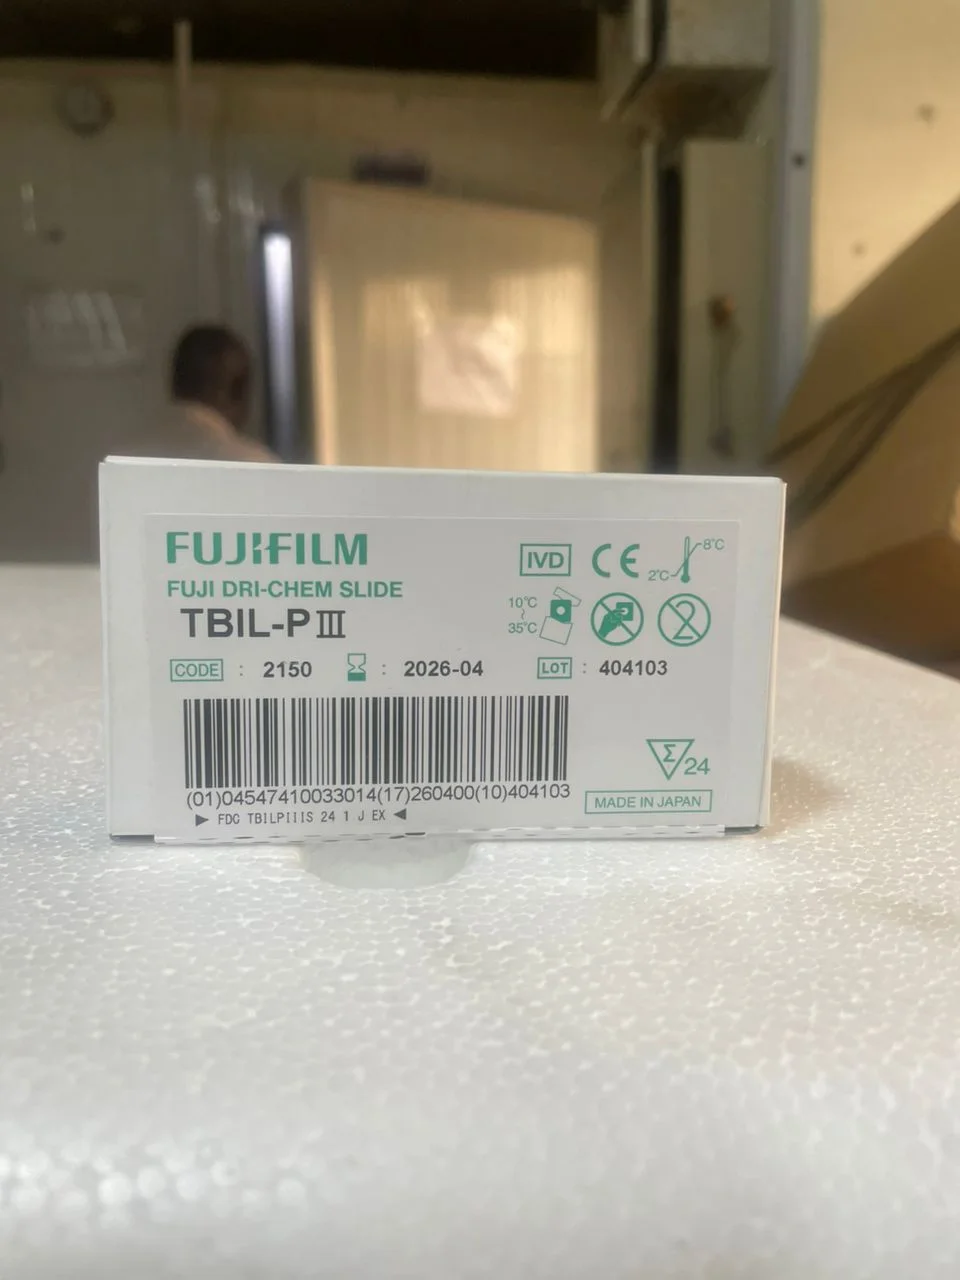 FUJIFILM
FUJI DRI-CHEM SLIDE
TBIL-PⅢ
IVD CE 2℃ 8℃
10℃ ~ 35℃ 2
CODE : 2150 : 2026-04 LOT : 404103
Σ/24
(01)04547410033014(17)260400(10)404103
MADE IN JAPAN
▶ FDC TBILPIIIS 24 1 J EX ◀